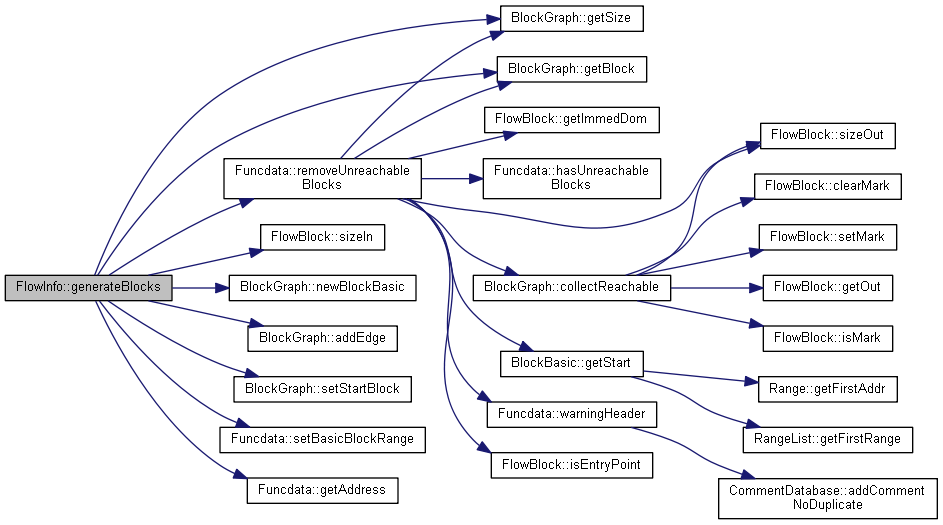 BlockGraph::getSize
BlockGraph::getBlock
FlowBlock::getImmedDom
FlowBlock::sizeOut
Funcdata::removeUnreachable
Blocks
Funcdata::hasUnreachable
Blocks
FlowBlock::clearMark
FlowBlock::sizeIn
FlowBlock::setMark
FlowInfo::generateBlocks
BlockGraph::newBlockBasic
BlockGraph::collectReachable
FlowBlock::getOut
BlockGraph::addEdge
FlowBlock::isMark
BlockBasic::getStart
BlockGraph::setStartBlock
Range::getFirstAddr
Funcdata::warningHeader
Funcdata::setBasicBlockRange
RangeList::getFirstRange
FlowBlock::isEntryPoint
Funcdata::getAddress
CommentDatabase::addComment
NoDuplicate